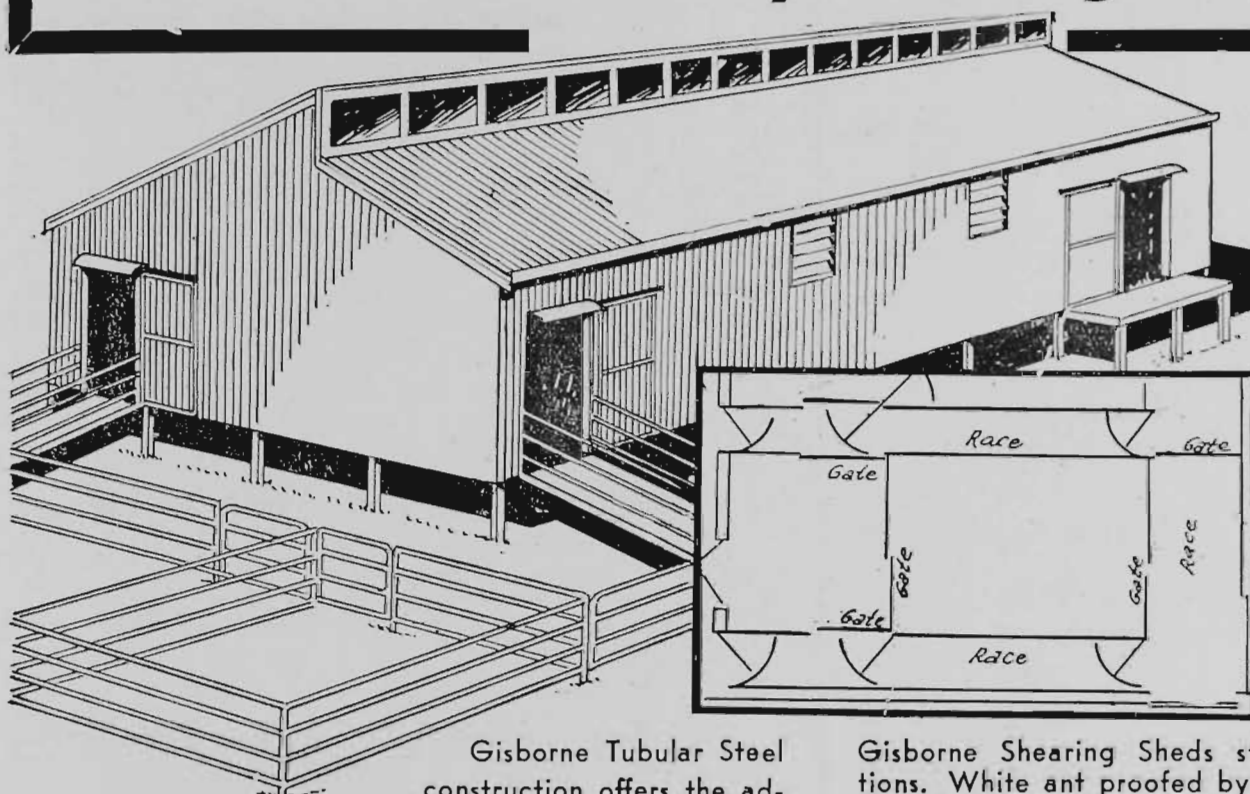 Race
Gate
Gate
Gate
Gate
Race
Gate
Race
Gisborne Tubular Steel
construction offers the ad-
Gisborne Shearing Sheds
tions. White ant proofed by